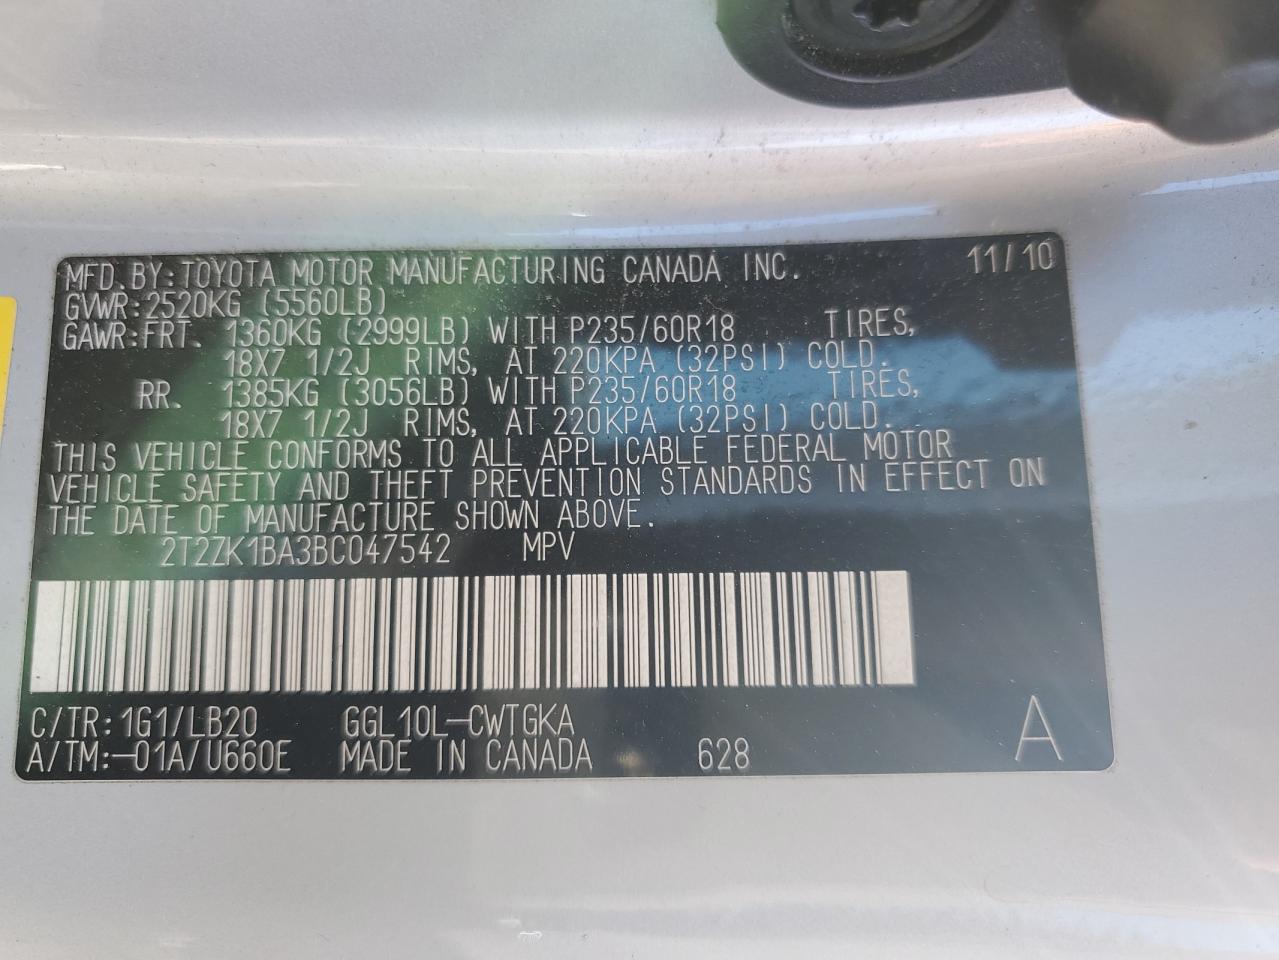 MFD.BY:TOYOTA MOTOR MANUFACTURING CANADA INC. 11/10
GVWR:2520KG (5560LB)
GAWR:FRT. 1360KG (2999LB) WITH P235/60R18 TIRES,
18X7 1/2J RIMS, AT 220KPA (32PSI) COLD.
RR. 1385KG (3056LB) WITH P235/60R18 TIRES,
18X7 1/2J RIMS, AT 220KPA (32PSI) COLD.
THIS VEHICLE CONFORMS TO ALL APPLICABLE FEDERAL MOTOR
VEHICLE SAFETY AND THEFT PREVENTION STANDARDS IN EFFECT ON
THE DATE OF MANUFACTURE SHOWN ABOVE.
2T2ZK1BA3BC047542 MPV
C/TR:1G1/LB20 GGL10L-CWTGKA
A/TM:-01A/U660E MADE IN CANADA 628 A